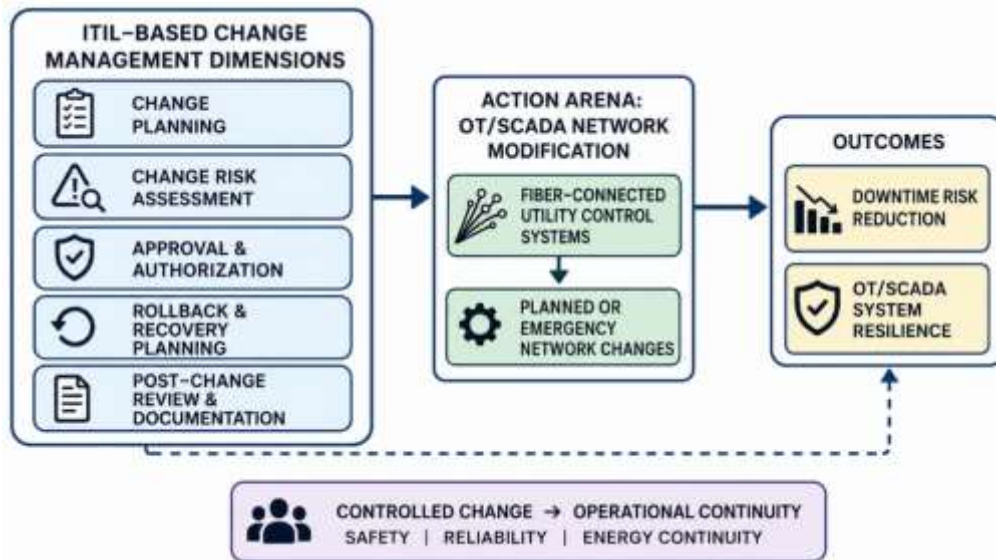 ITIL–BASED CHANGE
MANAGEMENT DIMENSIONS
CHANGE
PLANNING
CHANGE RISK
ASSESSMENT
APPROVAL &
AUTHORIZATION
ROLLBACK &
RECOVERY
PLANNING
POST–CHANGE
REVIEW &
DOCUMENTATION
ACTION ARENA:
OT/SCADA NETWORK
MODIFICATION
FIBER–CONNECTED
UTILITY CONTROL
SYSTEMS
PLANNED OR
EMERGENCY
NETWORK CHANGES
OUTCOMES
DOWNTIME RISK
REDUCTION
OT/SCADA
SYSTEM
RESILIENCE
CONTROLLED CHANGE → OPERATIONAL CONTINUITY
SAFETY | RELIABILITY | ENERGY CONTINUITY